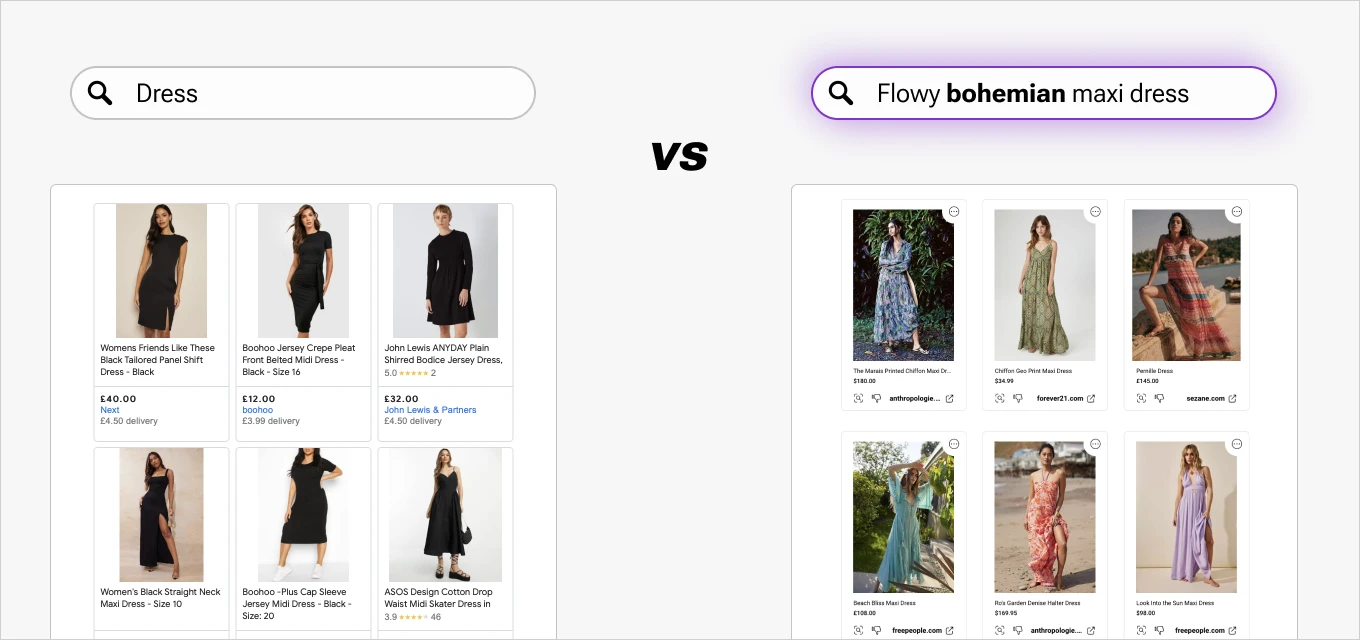 Dress
VS
Flowy bohemian maxi dress
Womens Friends Like These
Black Tailored Panel Shift
Dress - Black
£40.00
Next
£4.50 delivery
Boohoo Jersey Crepe Pleat
Front Belted Midi Dress -
Black - Size 16
£12.00
boohoo
£3.99 delivery
John Lewis ANYDAY Plain
Shirred Bodice Jersey Dress,
5.0 ★★★★★ 2
£32.00
John Lewis & Partners
£4.50 delivery
Women's Black Straight Neck
Maxi Dress - Size 10
Boohoo -Plus Cap Sleeve
Jersey Midi Dress - Black -
Size: 20
ASOS Design Cotton Drop
Waist Midi Skater Dress in
3.9 ★★★★★ 46
The Marais Printed Chiffon Maxi Dr...
$180.00
anthropologie...
Chiffon Geo Print Maxi Dress
$34.99
forever21.com
Pernille Dress
£145.00
sezane.com
Beach Bliss Maxi Dress
£108.00
freepeople.com
Ro's Garden Denise Halter Dress
$169.95
anthropologie...
Look Into the Sun Maxi Dress
$98.00
freepeople.com